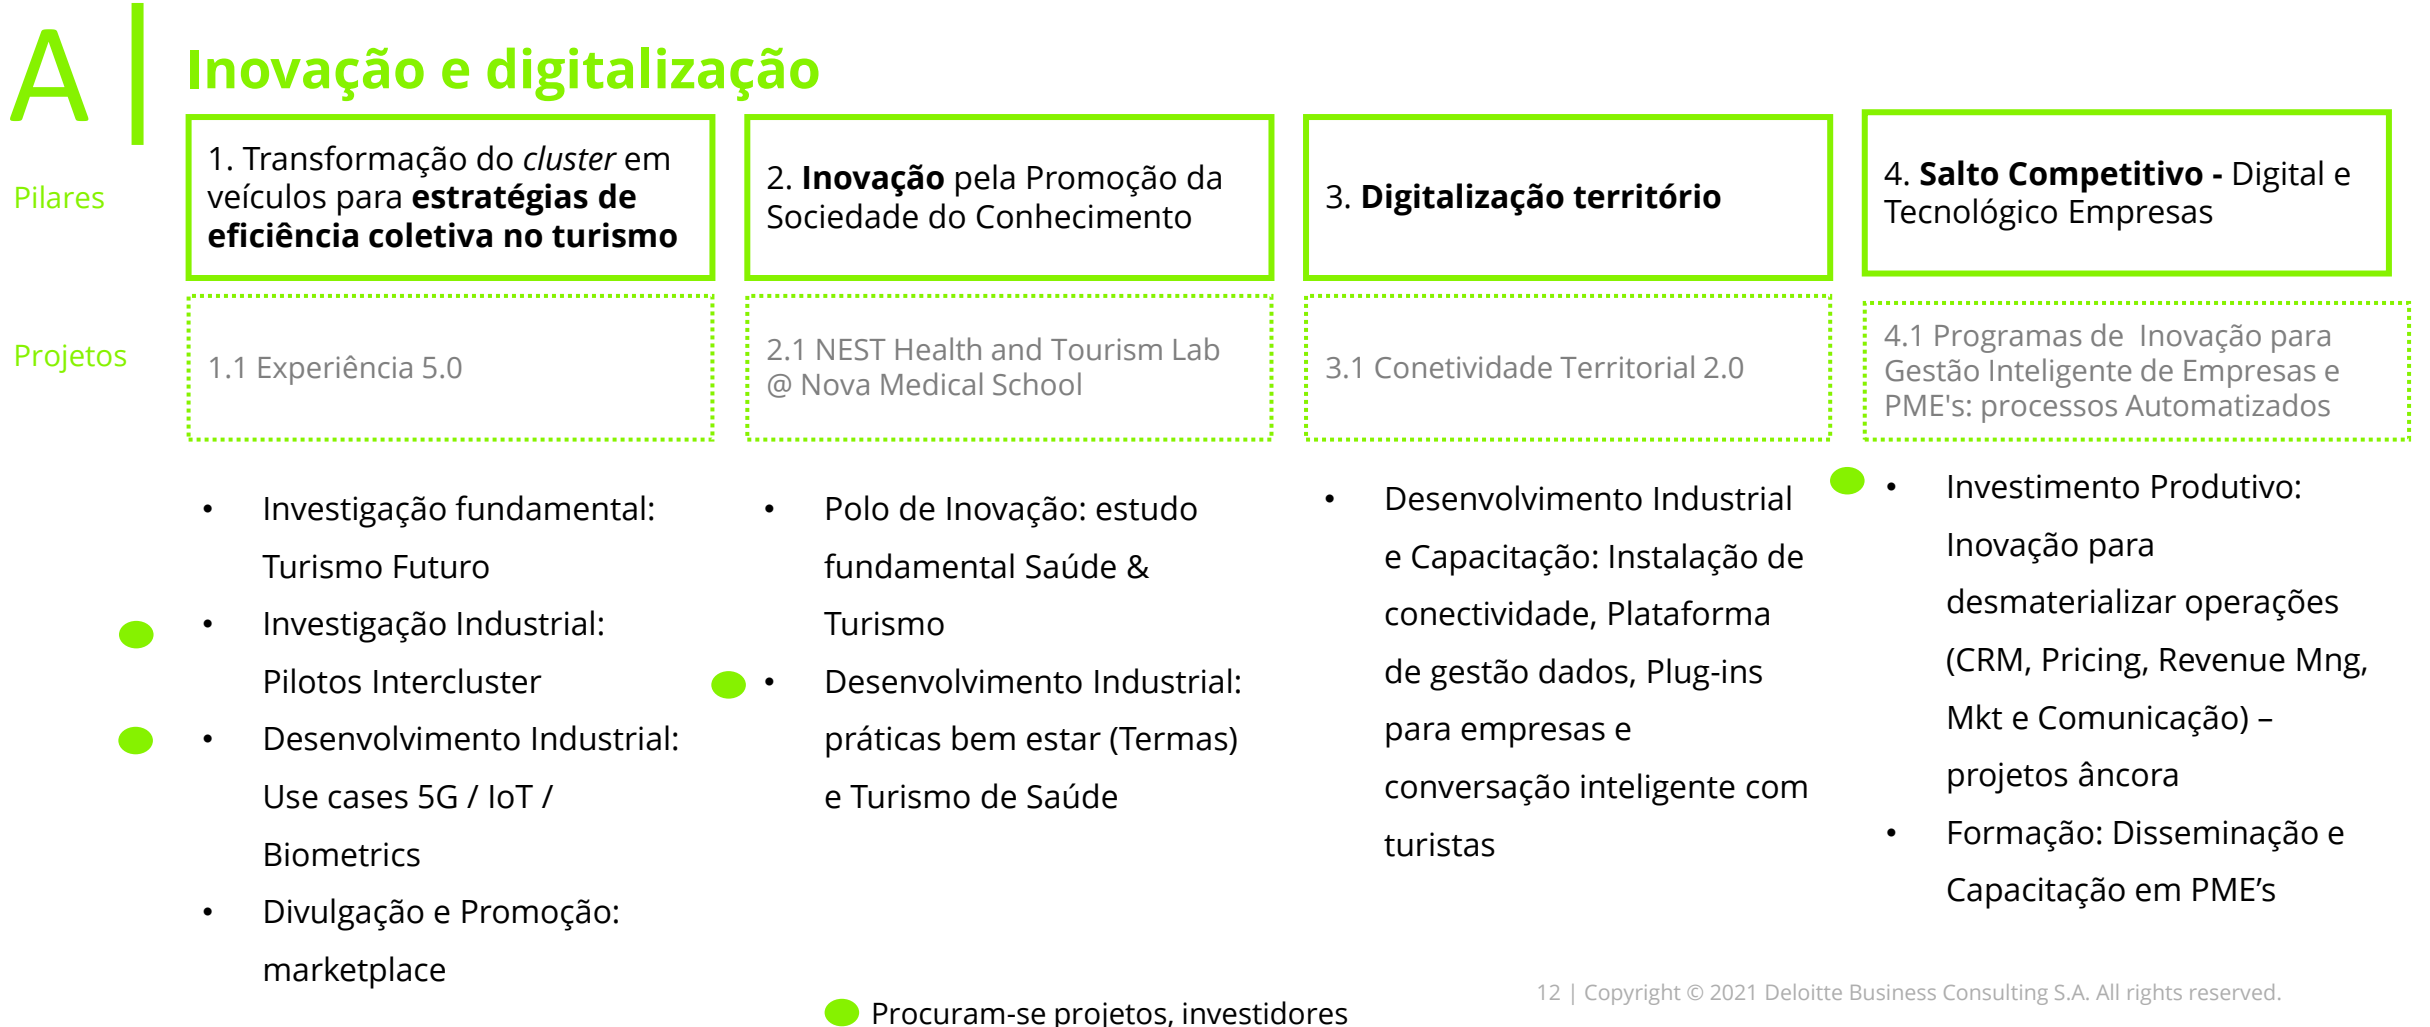 A
Inovação e digitalização
Pilares
1. Transformação do cluster em
veículos para estratégias de
eficiência coletiva no turismo
2. Inovação pela Promoção da
Sociedade do Conhecimento
3. Digitalização território
4. Salto Competitivo - Digital e
Tecnológico Empresas
Projetos
1.1 Experiência 5.0
2.1 NEST Health and Tourism Lab
@ Nova Medical School
3.1 Conetividade Territorial 2.0
4.1 Programas de  Inovação para
Gestão Inteligente de Empresas e
PME's: processos Automatizados
• Investigação fundamental:
Turismo Futuro
• Investigação Industrial:
Pilotos Intercluster
• Desenvolvimento Industrial:
Use cases 5G / IoT /
Biometrics
• Divulgação e Promoção:
marketplace
• Polo de Inovação: estudo
fundamental Saúde &
Turismo
• Desenvolvimento Industrial:
práticas bem estar (Termas)
e Turismo de Saúde
• Desenvolvimento Industrial
e Capacitação: Instalação de
conectividade, Plataforma
de gestão dados, Plug-ins
para empresas e
conversação inteligente com
turistas
• Investimento Produtivo:
Inovação para
desmaterializar operações
(CRM, Pricing, Revenue Mng,
Mkt e Comunicação) –
projetos âncora
• Formação: Disseminação e
Capacitação em PME’s
Procuram-se projetos, investidores
12 | Copyright © 2021 Deloitte Business Consulting S.A. All rights reserved.